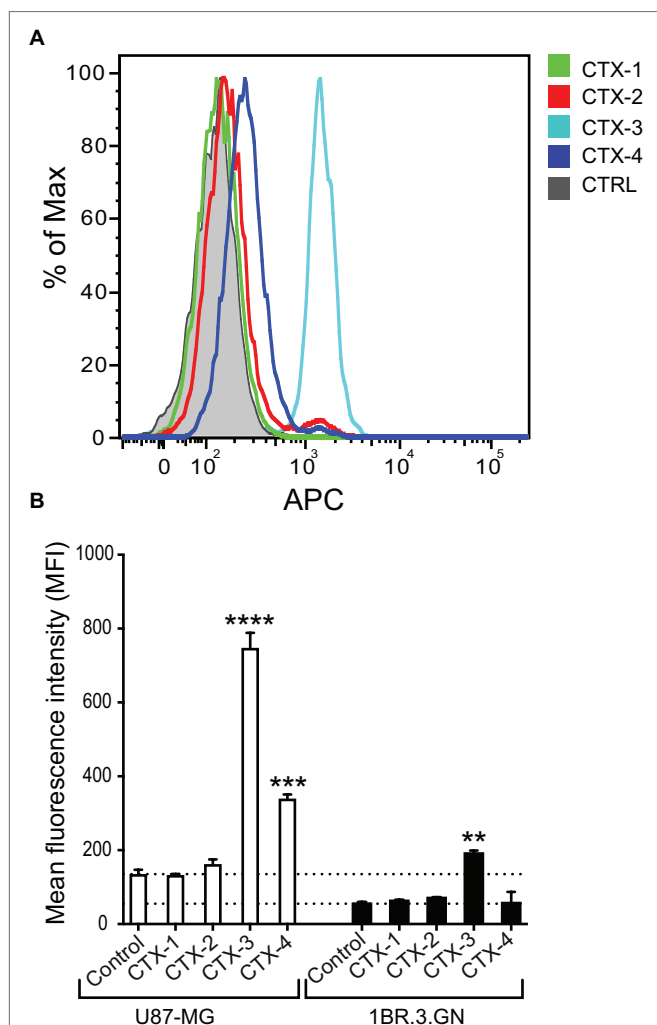 A
% of Max
100
80
60
40
20
0
0 10² 10³ 10⁴ 10⁵
APC
CTX-1
CTX-2
CTX-3
CTX-4
CTRL
B
Mean fluorescence intensity (MFI)
1000
800
600
400
200
0
****
***
**
Control CTX-1 CTX-2 CTX-3 CTX-4 Control CTX-1 CTX-2 CTX-3 CTX-4
U87-MG 1BR.3.GN